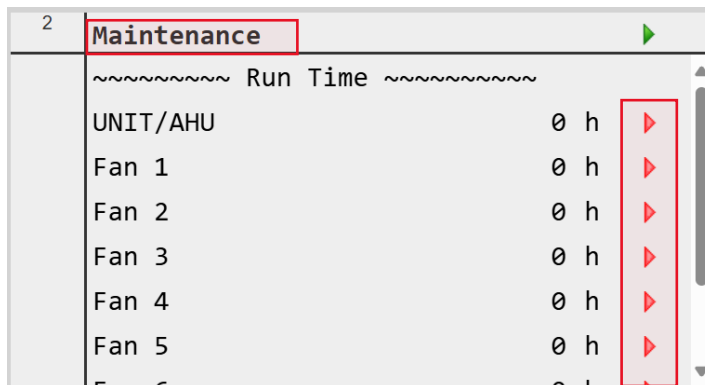 2
Maintenance
~~~~~~~~~ Run Time ~~~~~~~~~~
UNIT/AHU 0 h
Fan 1 0 h
Fan 2 0 h
Fan 3 0 h
Fan 4 0 h
Fan 5 0 h